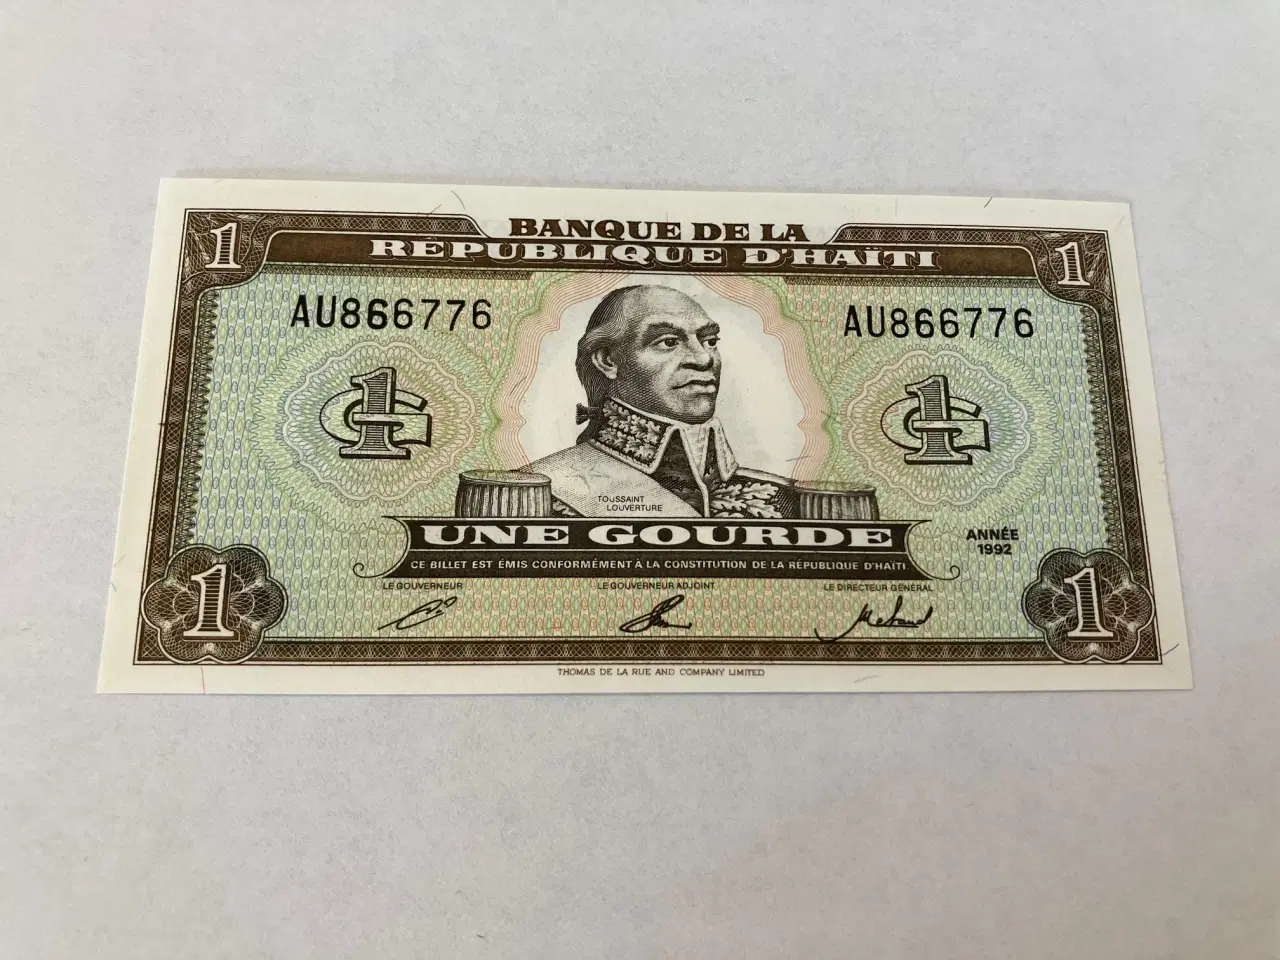 1 BANQUE DE LA 1
RÉPUBLIQUE D'HAÏTI
AU866776 AU866776
1G 1G
TOUSSAINT
LOUVERTURE
UNE GOURDE
ANNÉE
1992
CE BILLET EST ÉMIS CONFORMÉMENT À LA CONSTITUTION DE LA RÉPUBLIQUE D'HAÏTI
LE GOUVERNEUR LE GOUVERNEUR ADJOINT LE DIRECTEUR GÉNÉRAL
1 1
THOMAS DE LA RUE AND COMPANY LIMITED